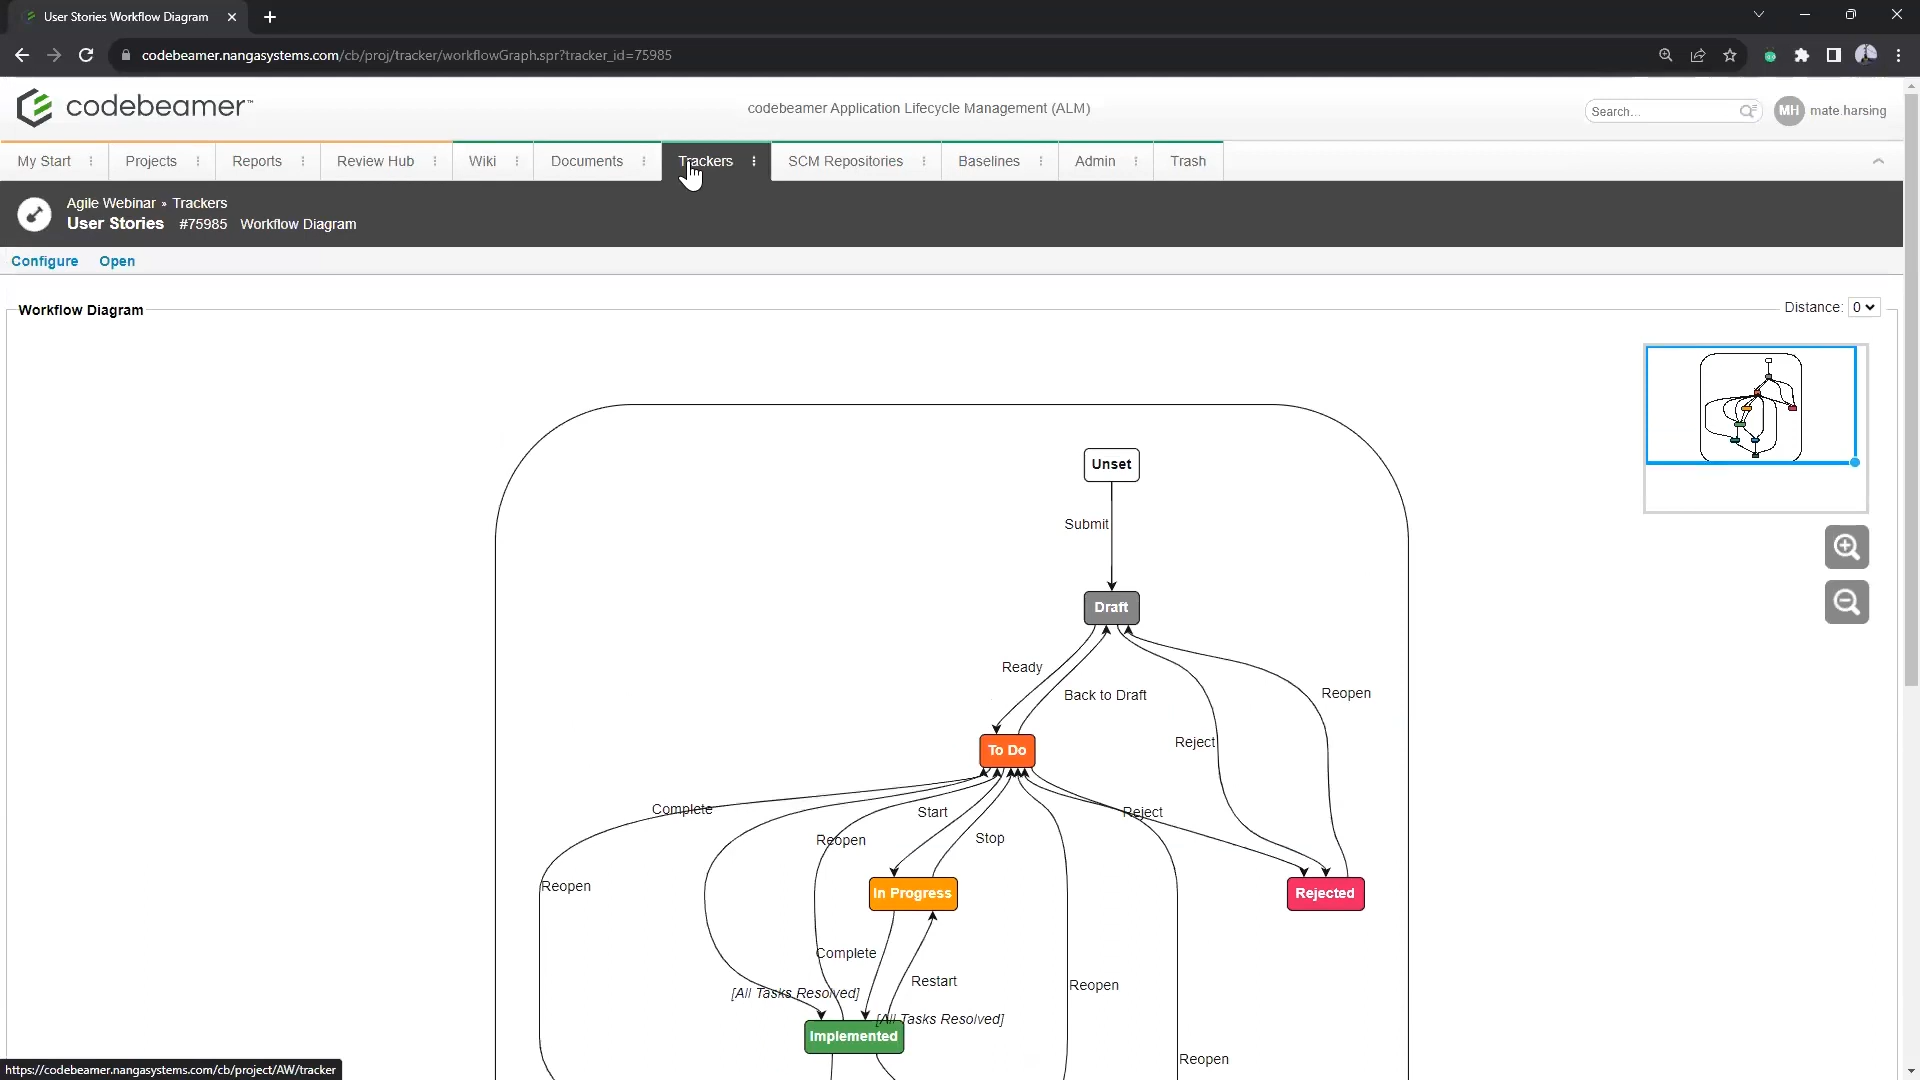 User Stories Workflow Diagram
codebeamer.nangasystems.com/cb/proj/tracker/workflowGraph.spr?tracker_id=75985
codebeamer™
codebeamer Application Lifecycle Management (ALM)
Search...
MH
mate.harsing
My Start
Projects
Reports
Review Hub
Wiki
Documents
Trackers
SCM Repositories
Baselines
Admin
Trash
Agile Webinar » Trackers
User Stories #75985 Workflow Diagram
Configure
Open
Workflow Diagram
Distance: 0
Unset
Submit
Draft
Ready
Back to Draft
Reopen
Reject
To Do
Complete
Start
Reject
Reopen
Stop
Reopen
In Progress
Rejected
Complete
Restart
Reopen
[All Tasks Resolved]
[All Tasks Resolved]
Implemented
Reopen
https://codebeamer.nangasystems.com/cb/project/AW/tracker